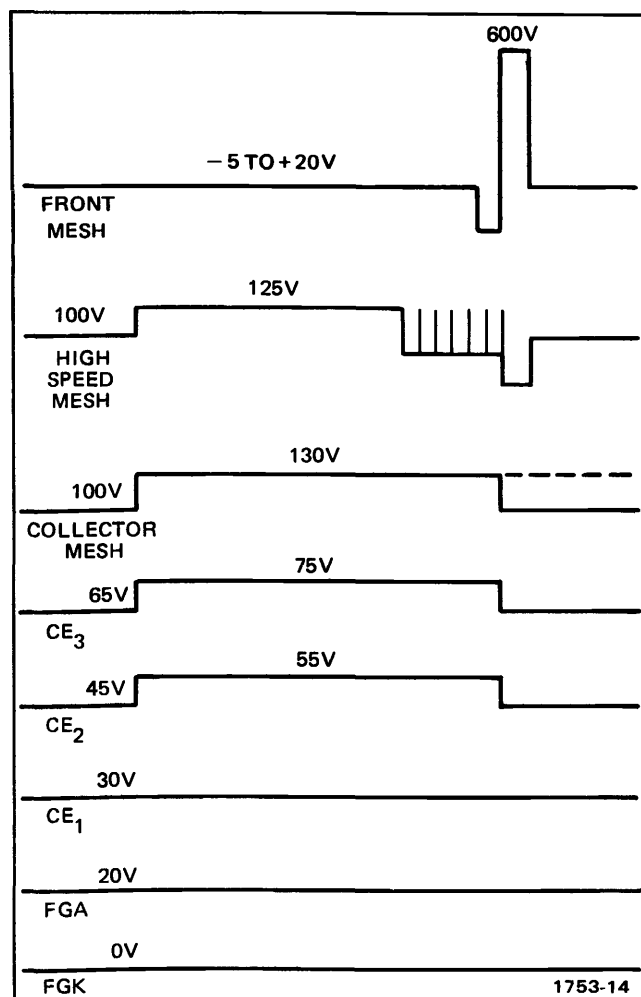 600V
— 5 TO + 20V
FRONT
MESH
125V
100V
HIGH
SPEED
MESH
130V
100V
COLLECTOR
MESH
75V
65V
CE3
55V
45V
CE2
30V
CE1
20V
FGA
0V
FGK
1753-14